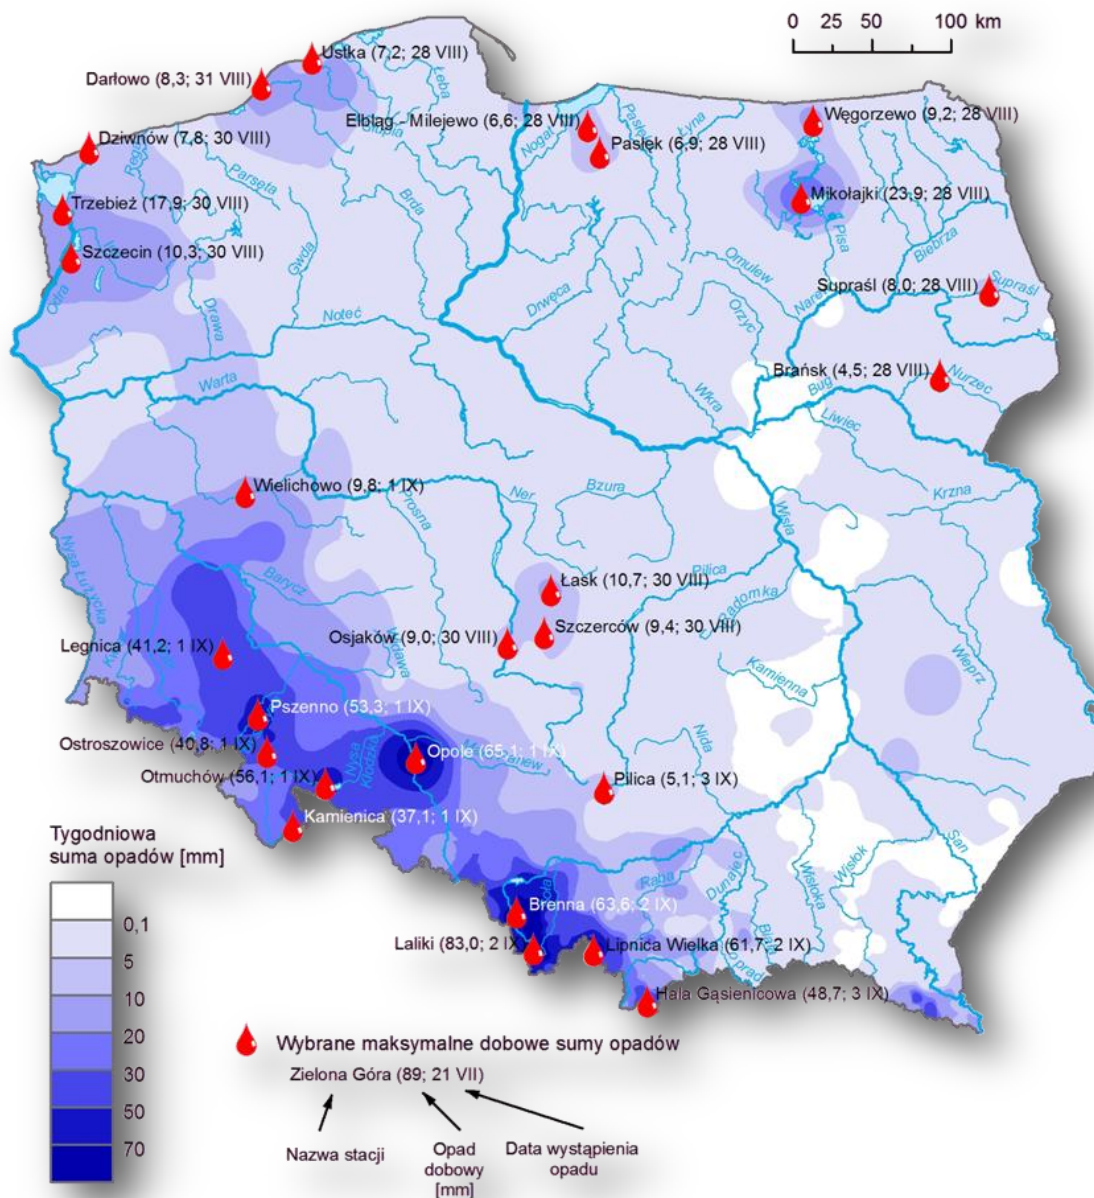 0 25 50 100 km
Ustka (7,2; 28 VIII)
Darłowo (8,3; 31 VIII)
Łeba
Elbląg - Milejewo (6,6; 28 VIII)
Węgorzewo (9,2; 28 VIII)
Dziwnów (7,8; 30 VIII)
Rega
Nogat
Pasłęk
Łyna
Pasłęk (6,9; 28 VIII)
Parsęta
Brda
Mikołajki (23,9; 28 VIII)
Trzebież (17,9; 30 VIII)
Pisa
Biebrza
Szczecin (10,3; 30 VIII)
Gwda
Omulew
Supraśl (8,0; 28 VIII)
Supraśl
Odra
Drawa
Noteć
Drwęca
Orzyc
Narew
Warta
Wkra
Brańsk (4,5; 28 VIII)
Bug
Nurzec
Liwiec
Wielichowo (9,8; 1 IX)
Prosna
Ner
Bzura
Wisła
Krzna
Nysa Łużycka
Barycz
Pilica
Łask (10,7; 30 VIII)
Radomka
Szczerców (9,4; 30 VIII)
Osjaków (9,0; 30 VIII)
Legnica (41,2; 1 IX)
Widawa
Kamienna
Wieprz
Pszenno (53,3; 1 IX)
Nida
Ostroszowice (40,8; 1 IX)
Opole (65,1; 1 IX)
Panew
Otmuchów (56,1; 1 IX)
Nysa
Kłodzka
Pilica (5,1; 3 IX)
Kamienica (37,1; 1 IX)
San
Wisłok
Raba
Dunajec
Wisłoka
Brenna (63,6; 2 IX)
Laliki (83,0; 2 IX)
Lipnica Wielka (61,7; 2 IX)
Poprad
Hala Gąsienicowa (48,7; 3 IX)
Tygodniowa
suma opadów [mm]
0,1
5
10
20
30
50
70
Wybrane maksymalne dobowe sumy opadów
Zielona Góra (89; 21 VII)
Nazwa stacji
Opad
dobowy
[mm]
Data wystąpienia
opadu